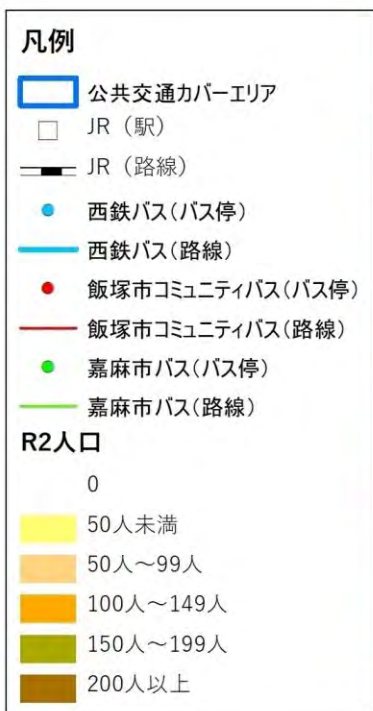 凡例
公共交通カバーエリア
JR（駅）
JR（路線）
西鉄バス(バス停)
西鉄バス(路線)
飯塚市コミュニティバス(バス停)
飯塚市コミュニティバス(路線)
嘉麻市バス(バス停)
嘉麻市バス(路線)
R2人口
0
50人未満
50人～99人
100人～149人
150人～199人
200人以上